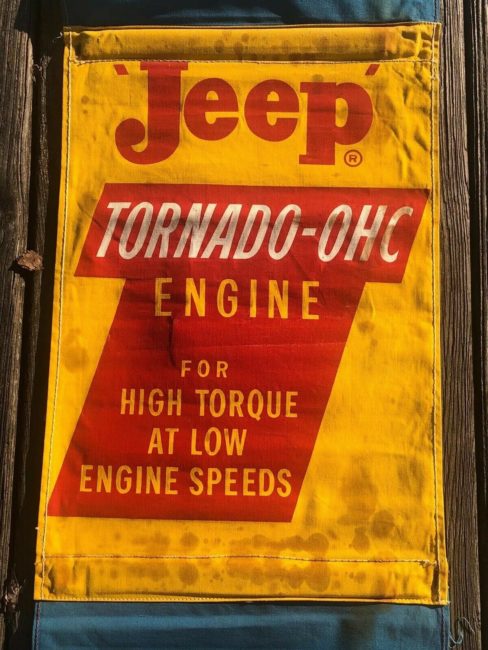 'Jeep'
®
TORNADO-OHC
ENGINE
FOR
HIGH TORQUE
AT LOW
ENGINE SPEEDS